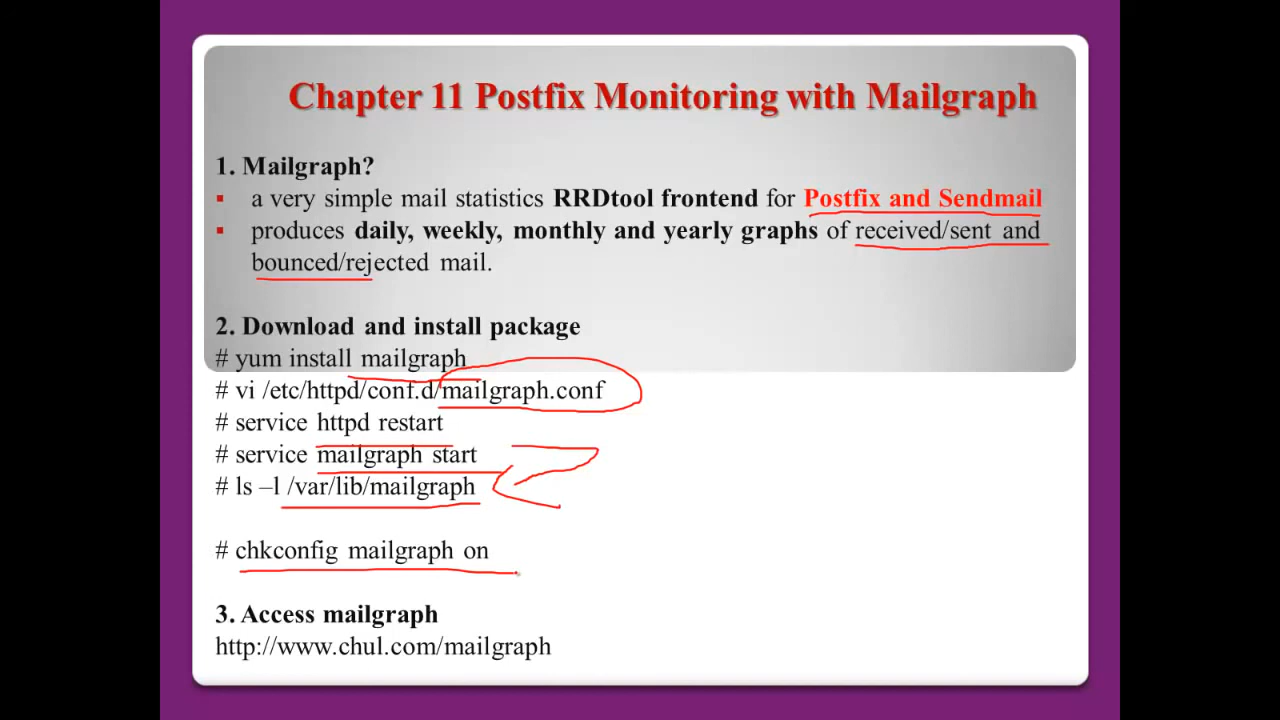 Chapter 11 Postfix Monitoring with Mailgraph
1. Mailgraph?
▪ a very simple mail statistics RRDtool frontend for Postfix and Sendmail
▪ produces daily, weekly, monthly and yearly graphs of received/sent and
bounced/rejected mail.
2. Download and install package
# yum install mailgraph
# vi /etc/httpd/conf.d/mailgraph.conf
# service httpd restart
# service mailgraph start
# ls –l /var/lib/mailgraph
# chkconfig mailgraph on
3. Access mailgraph
http://www.chul.com/mailgraph